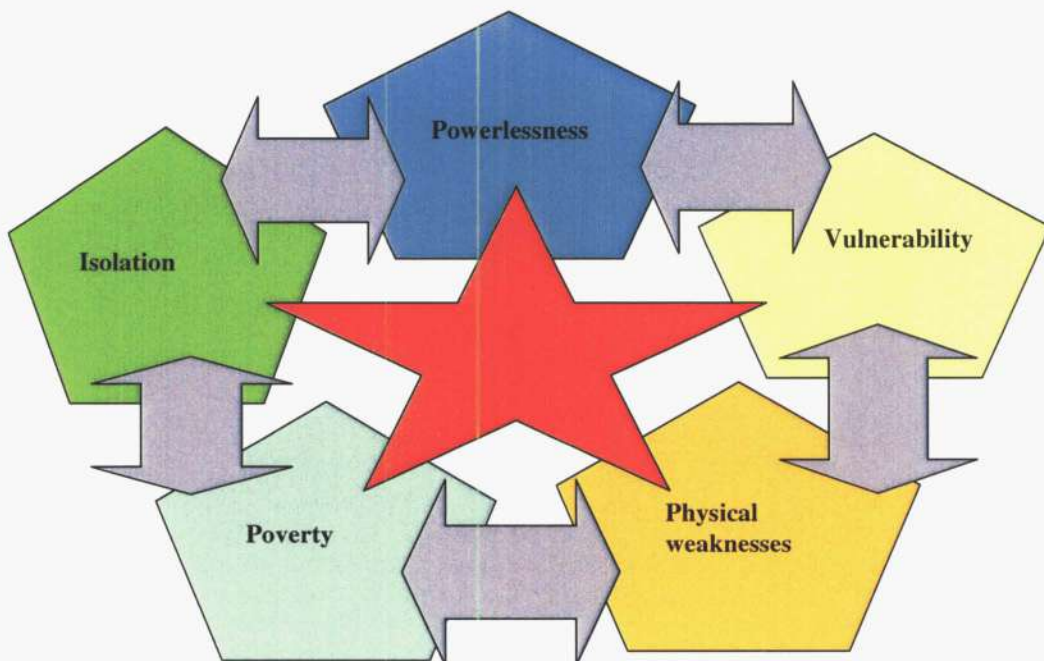 Powerlessness
Isolation
Vulnerability
Poverty
Physical
weaknesses